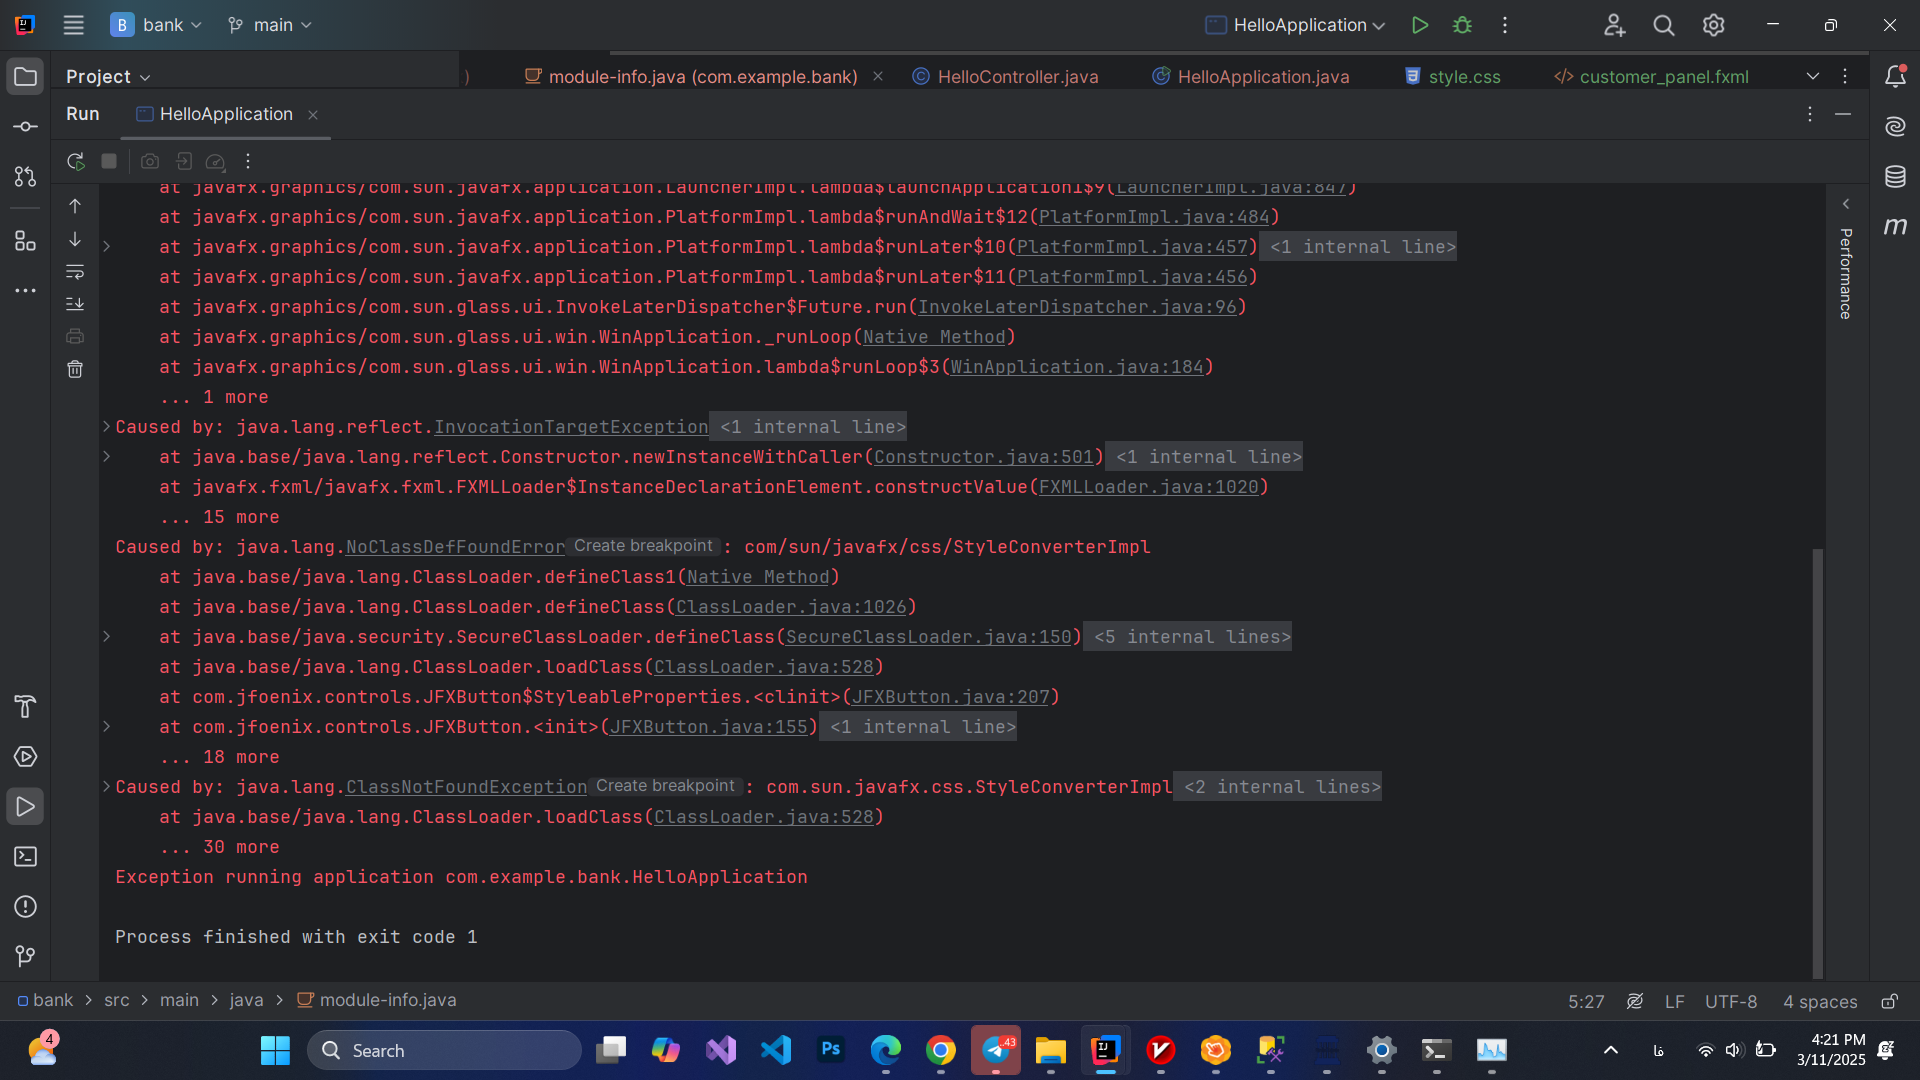 B bank main HelloApplication
Project ) module-info.java (com.example.bank) HelloController.java HelloApplication.java style.css customer_panel.fxml
Run HelloApplication
at javafx.graphics/com.sun.javafx.application.LauncherImpl.lambda$launchApplication1$9(LauncherImpl.java:847)
at javafx.graphics/com.sun.javafx.application.PlatformImpl.lambda$runAndWait$12(PlatformImpl.java:484)
at javafx.graphics/com.sun.javafx.application.PlatformImpl.lambda$runLater$10(PlatformImpl.java:457) <1 internal line>
at javafx.graphics/com.sun.javafx.application.PlatformImpl.lambda$runLater$11(PlatformImpl.java:456)
at javafx.graphics/com.sun.glass.ui.InvokeLaterDispatcher$Future.run(InvokeLaterDispatcher.java:96)
at javafx.graphics/com.sun.glass.ui.win.WinApplication._runLoop(Native Method)
at javafx.graphics/com.sun.glass.ui.win.WinApplication.lambda$runLoop$3(WinApplication.java:184)
... 1 more
Caused by: java.lang.reflect.InvocationTargetException <1 internal line>
at java.base/java.lang.reflect.Constructor.newInstanceWithCaller(Constructor.java:501) <1 internal line>
at javafx.fxml/javafx.fxml.FXMLLoader$InstanceDeclarationElement.constructValue(FXMLLoader.java:1020)
... 15 more
Caused by: java.lang.NoClassDefFoundError Create breakpoint : com/sun/javafx/css/StyleConverterImpl
at java.base/java.lang.ClassLoader.defineClass1(Native Method)
at java.base/java.lang.ClassLoader.defineClass(ClassLoader.java:1026)
at java.base/java.security.SecureClassLoader.defineClass(SecureClassLoader.java:150) <5 internal lines>
at java.base/java.lang.ClassLoader.loadClass(ClassLoader.java:528)
at com.jfoenix.controls.JFXButton$StyleableProperties.<clinit>(JFXButton.java:207)
at com.jfoenix.controls.JFXButton.<init>(JFXButton.java:155) <1 internal line>
... 18 more
Caused by: java.lang.ClassNotFoundException Create breakpoint : com.sun.javafx.css.StyleConverterImpl <2 internal lines>
at java.base/java.lang.ClassLoader.loadClass(ClassLoader.java:528)
... 30 more
Exception running application com.example.bank.HelloApplication
Process finished with exit code 1
Performance
bank > src > main > java > module-info.java 5:27 LF UTF-8 4 spaces
4 Search Ps .43 فا 4:21 PM
3/11/2025